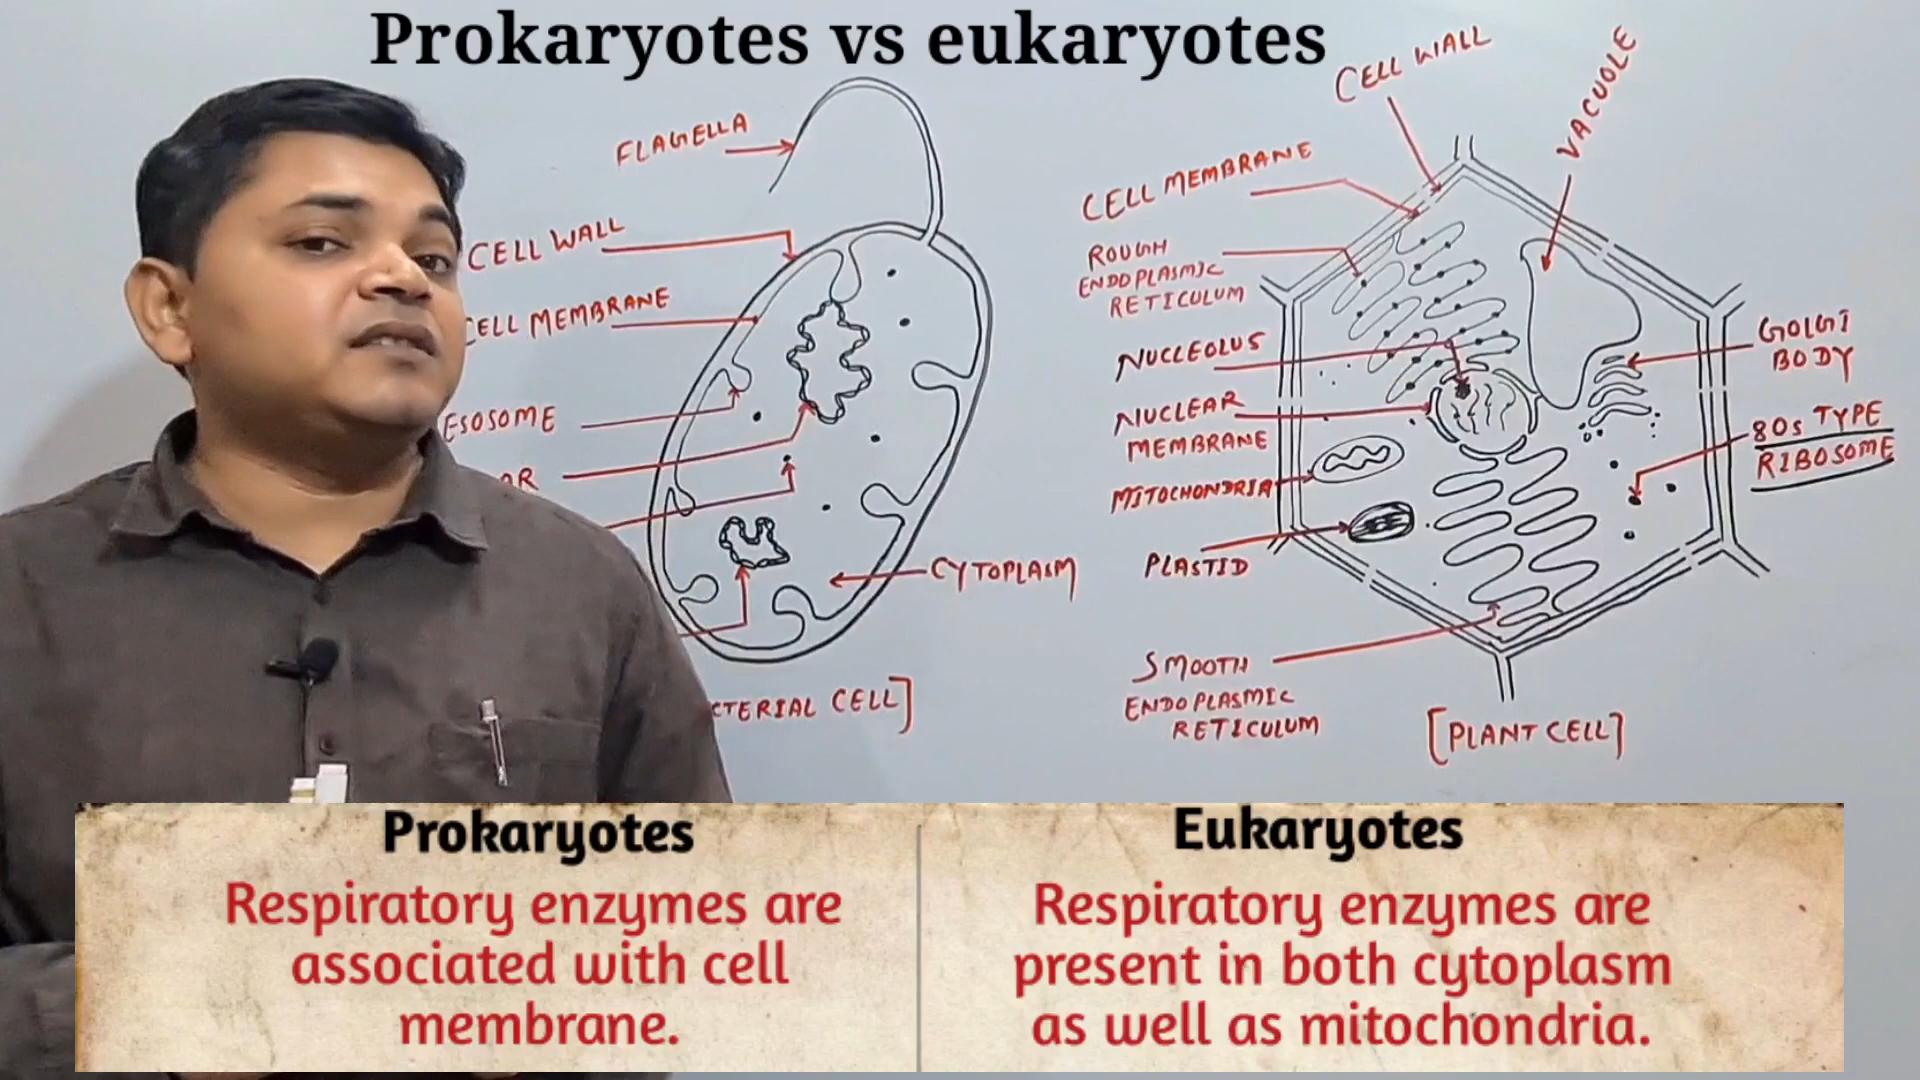 Prokaryotes vs eukaryotes
FLAGELLA
CELL WALL
CELL MEMBRANE
ESOSOME
AR
CYTOPLASM
CTERIAL CELL]
CELL WALL
VACUOLE
CELL MEMBRANE
ROUGH
ENDOPLASMIC
RETICULUM
NUCLEOLUS
NUCLEAR
MEMBRANE
MITOCHONDRIA
PLASTID
SMOOTH
ENDOPLASMIC
RETICULUM
GOLGI
BODY
80s TYPE
RIBOSOME
[PLANT CELL]
Prokaryotes
Respiratory enzymes are
associated with cell
membrane.
Eukaryotes
Respiratory enzymes are
present in both cytoplasm
as well as mitochondria.